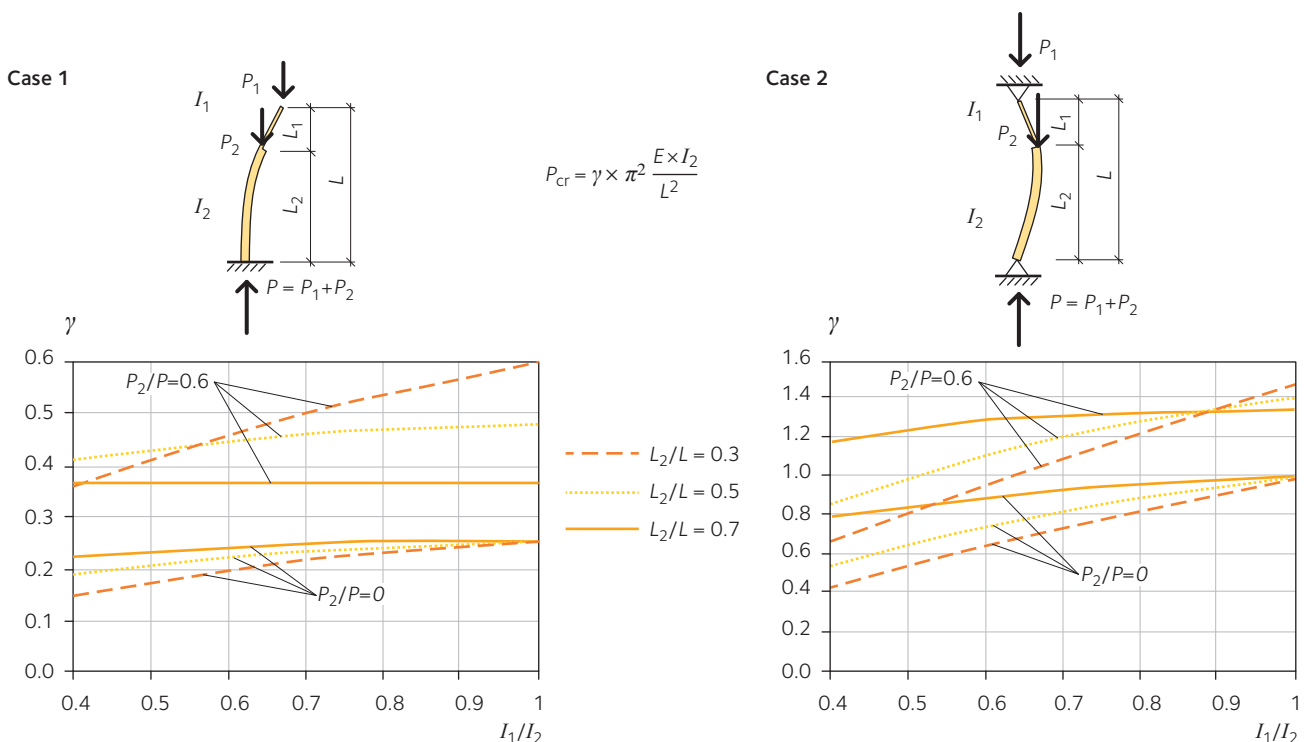 Case 1
P₁
I₁
P₂
L₁
L
L₂
I₂
P = P₁+P₂
P_cr = γ × π² E × I₂ / L²
Case 2
P₁
I₁
P₂
L₁
L
L₂
I₂
P = P₁+P₂
γ
0.6
0.5
0.4
0.3
0.2
0.1
0.0
P₂/P=0.6
P₂/P=0
0.4 0.5 0.6 0.7 0.8 0.9 1
I₁/I₂
L₂/L = 0.3
L₂/L = 0.5
L₂/L = 0.7
γ
1.6
1.4
1.2
1.0
0.8
0.6
0.4
0.2
0.0
P₂/P=0.6
P₂/P=0
0.4 0.5 0.6 0.7 0.8 0.9 1
I₁/I₂